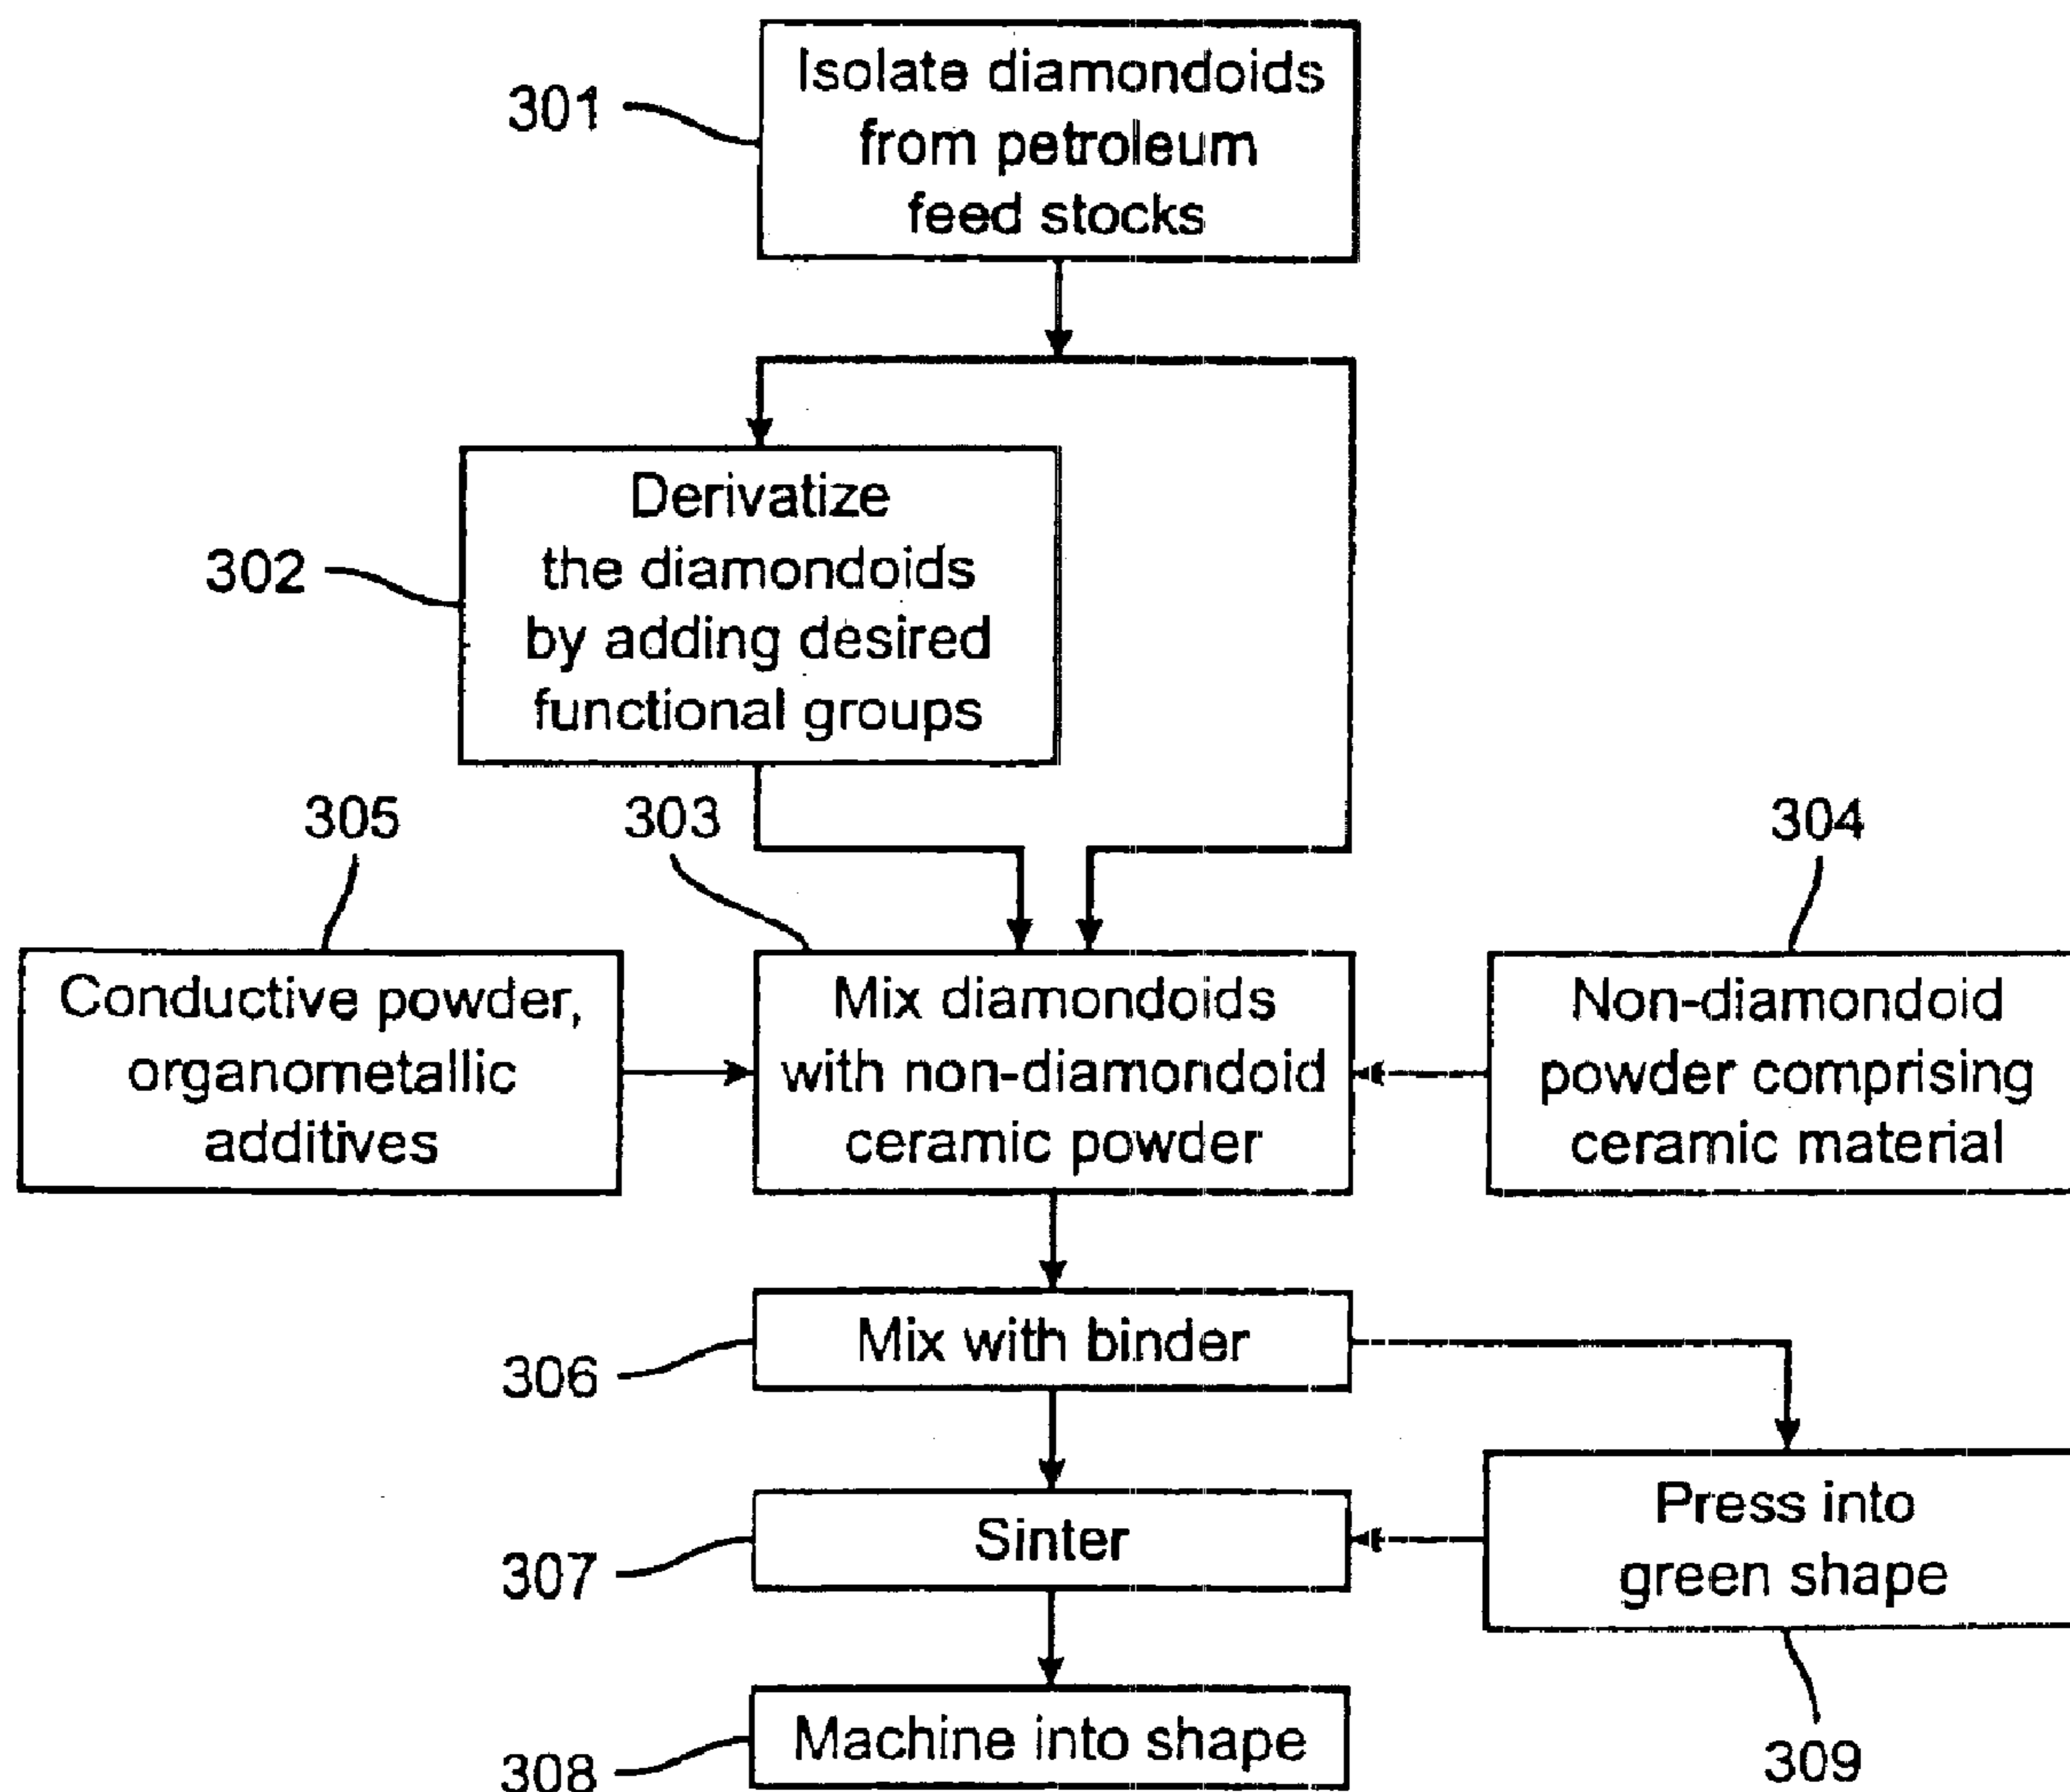 301
Isolate diamondoids
from petroleum
feed stocks
302
Derivatize
the diamondoids
by adding desired
functional groups
305
303
304
Conductive powder,
organometallic
additives
Mix diamondoids
with non-diamondoid
ceramic powder
Non-diamondoid
powder comprising
ceramic material
306
Mix with binder
307
Sinter
Press into
green shape
308
Machine into shape
309